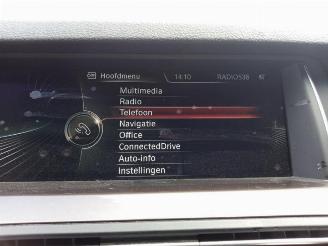 Hoofdmenu 14:10 RADIO538
Multimedia
Radio
Telefoon
Navigatie
Office
ConnectedDrive
Auto-info
Instellingen